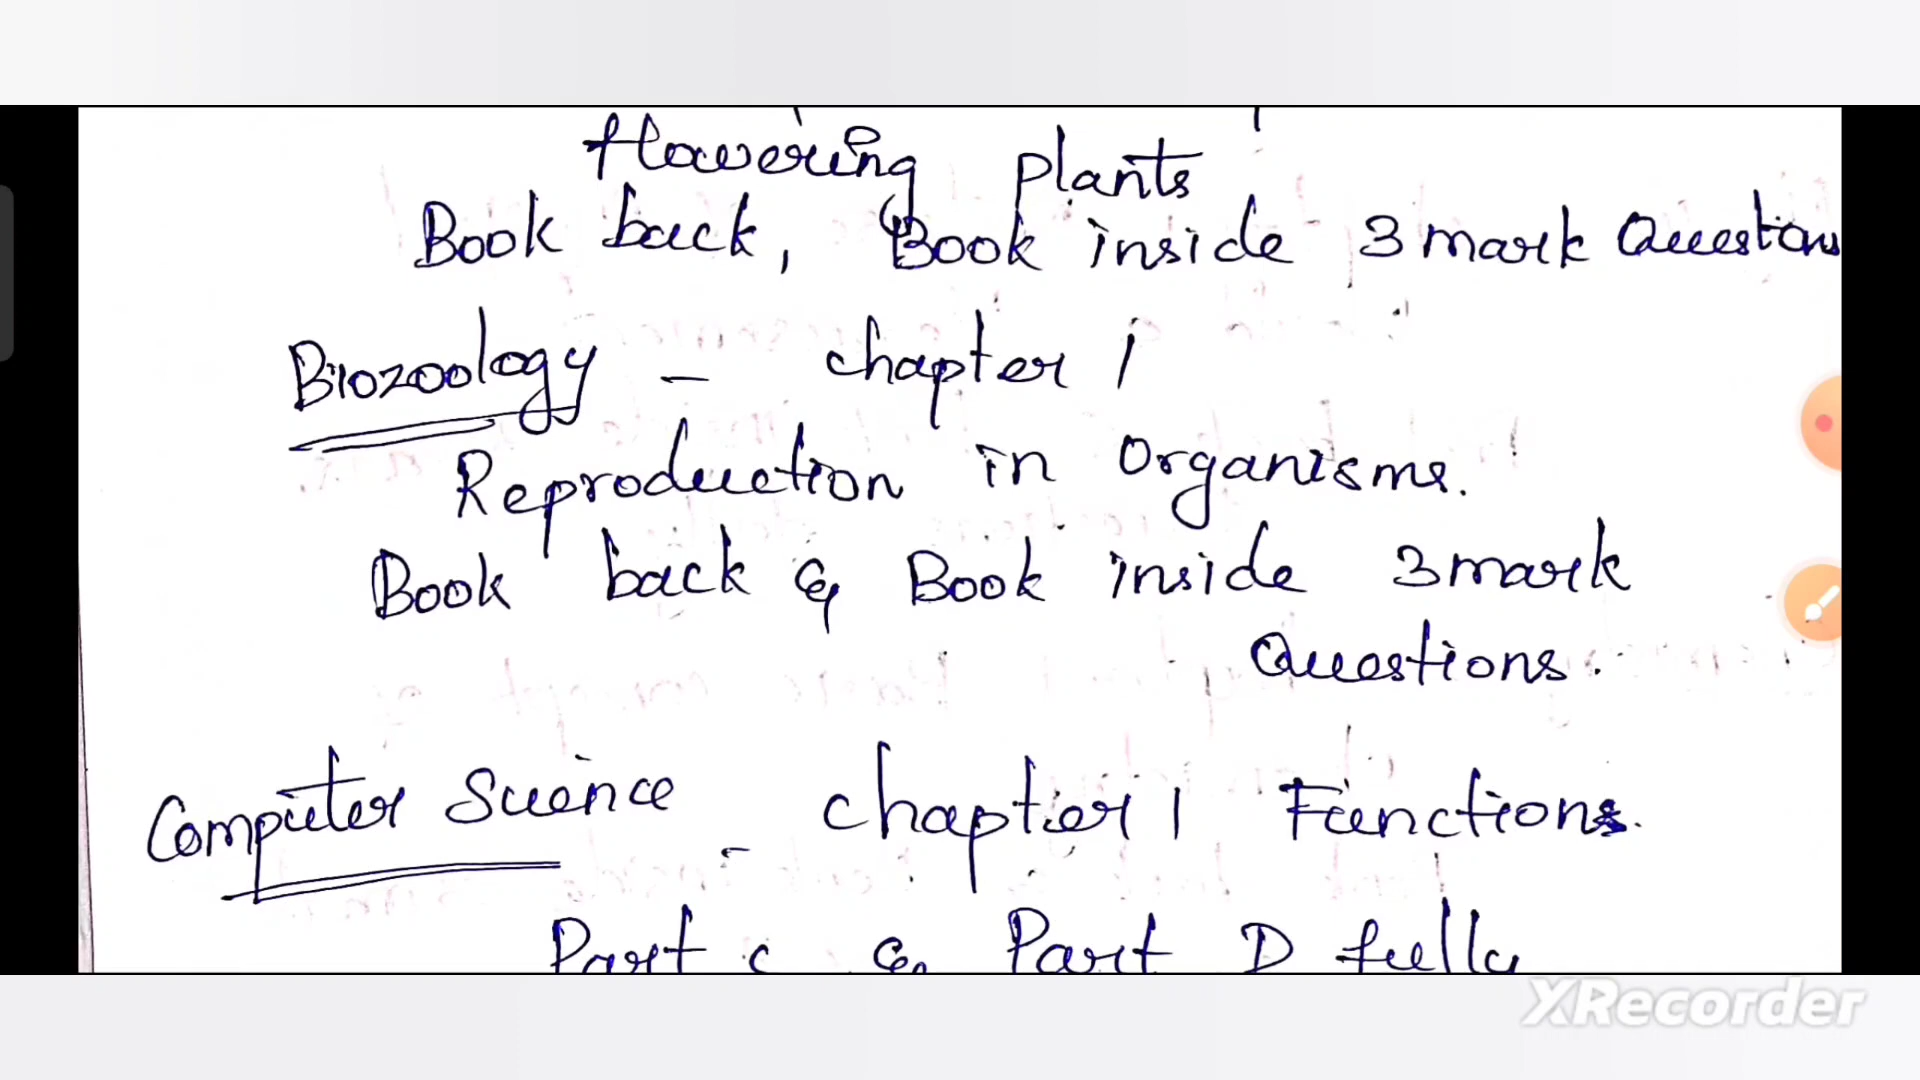 flowering plants
Book back, Book inside 3 mark Questions
Biozoology - chapter 1
Reproduction in Organisms.
Book back & Book inside 3 mark
Questions.
Computer Science - chapter 1 Functions.
Part c & Part D fully
XRecorder